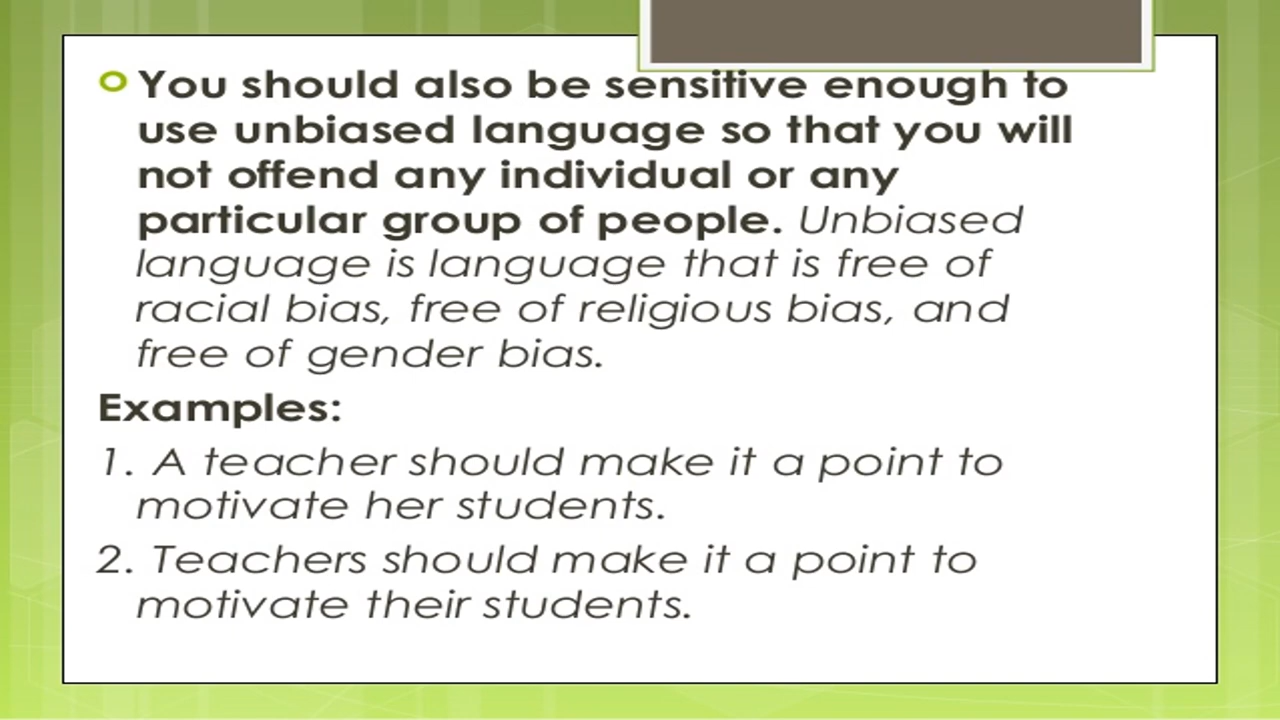 You should also be sensitive enough to
use unbiased language so that you will
not offend any individual or any
particular group of people. Unbiased
language is language that is free of
racial bias, free of religious bias, and
free of gender bias.
Examples:
1. A teacher should make it a point to
motivate her students.
2. Teachers should make it a point to
motivate their students.